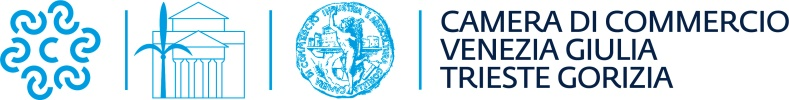 CAMERA DI COMMERCIO
VENEZIA GIULIA
TRIESTE GORIZIA